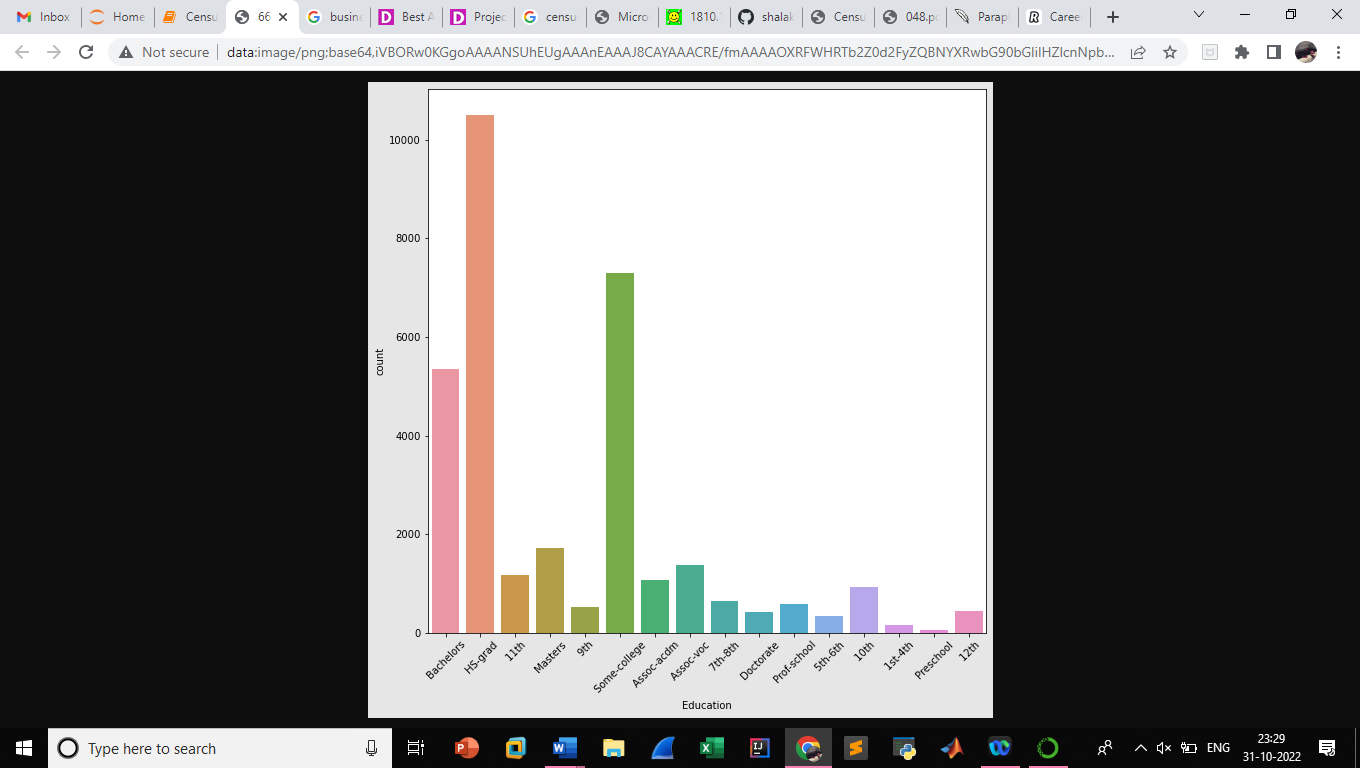 Inbox
Home
Censu
66
busin
Best A
Projec
census
Micro
1810.
shalak
Censu
048.p
Parap
Career
Not secure
data:image/png;base64,iVBORw0KGgoAAAANSUhEUgAAAnEAAAJ8CAYAAACRE/fmAAAAOXRFWHRTb2Z0d2FyZQBNYXRwbG90bGliIHZlcnNpb...
10000
8000
6000
4000
2000
0
count
Bachelors
HS-grad
11th
Masters
9th
Some-college
Assoc-acdm
Assoc-voc
7th-8th
Doctorate
Prof-school
5th-6th
10th
1st-4th
Preschool
12th
Education
Type here to search
ENG
23:29
31-10-2022